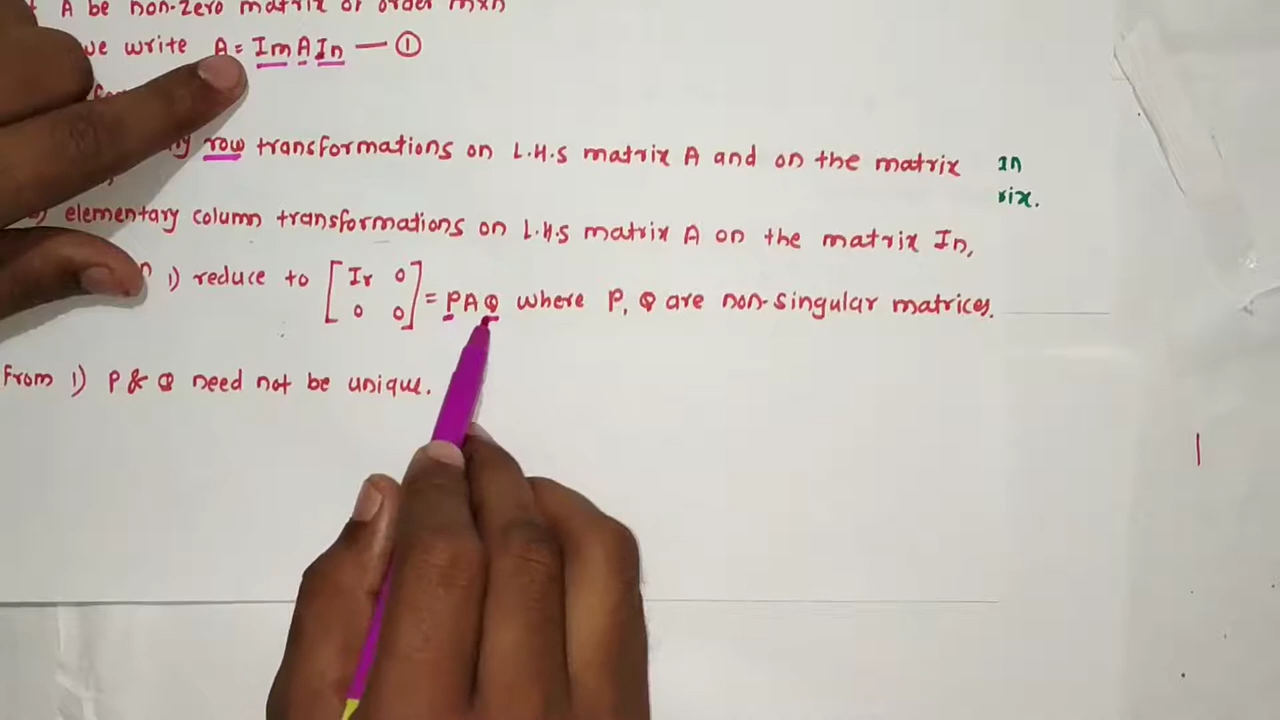 A be non-zero matrix of order mxn
we write A = Im A In — ①
row transformations on L.H.S matrix A and on the matrix
In
rix.
elementary column transformations on L.H.S matrix A on the matrix In,
1) reduce to [Ir 0
0 0] = PAQ where P, Q are non-singular matrices.
From 1) P & Q need not be unique.